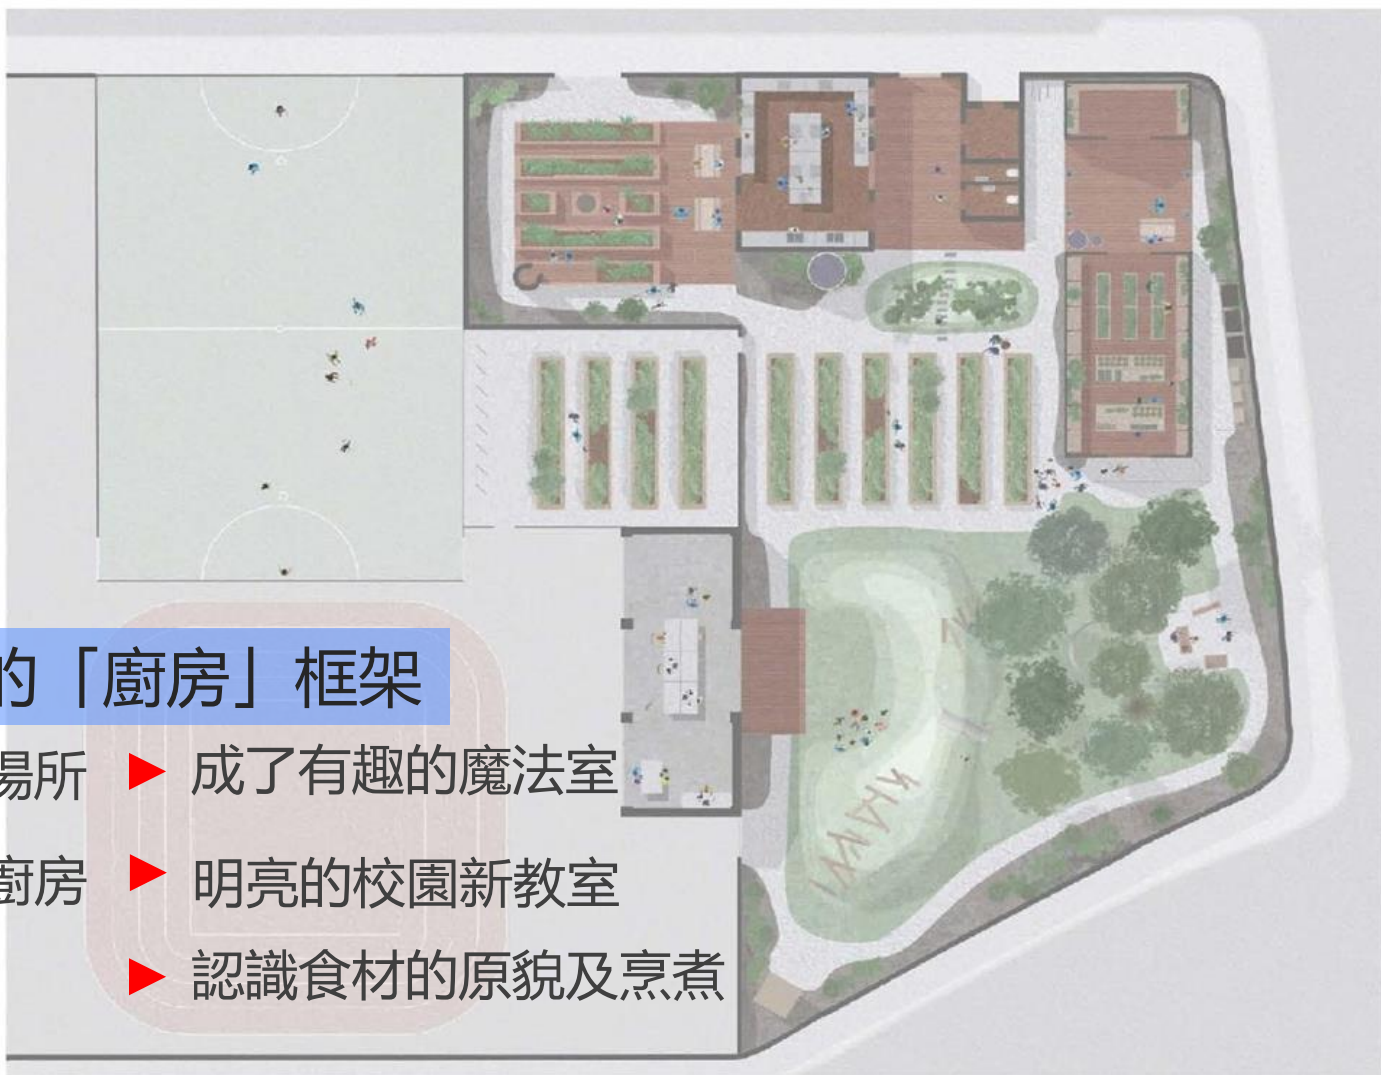 的「廚房」框架
場所 ▶ 成了有趣的魔法室
廚房 ▶ 明亮的校園新教室
▶ 認識食材的原貌及烹煮